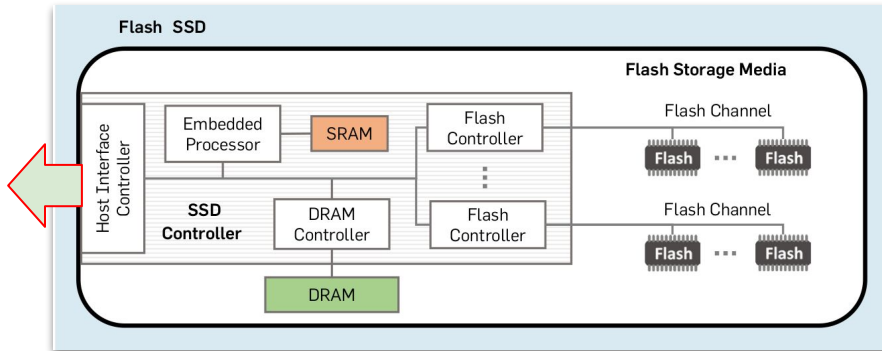 Flash SSD
Flash Storage Media
Host Interface
Controller
Embedded
Processor
SRAM
SSD
Controller
DRAM
Controller
DRAM
Flash
Controller
Flash
Controller
Flash Channel
Flash
Flash
Flash Channel
Flash
Flash